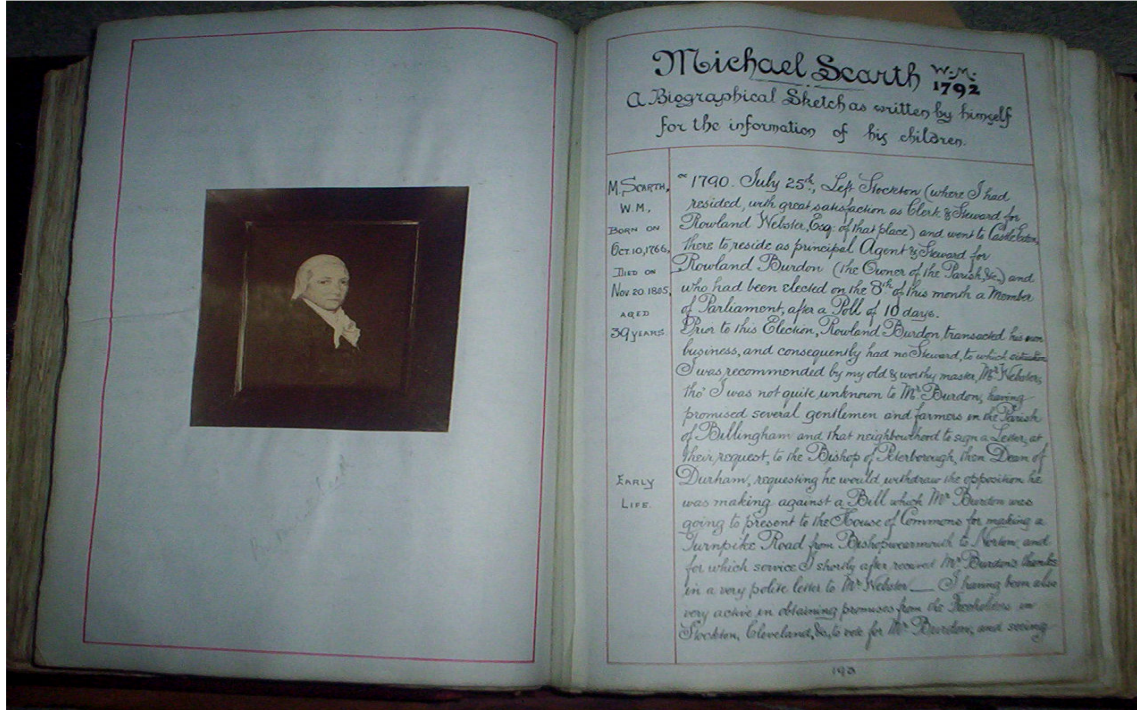 Michael Scarth W.M.
1792
A Biographical Sketch as written by himself
for the information of his children.
M. SCARTH,
W.M.,
BORN ON
OCT. 10, 1766,
DIED ON
NOV 20. 1805,
AGED
39 YEARS.
EARLY
LIFE.
1790. July 25th, Left Stockton (where I had
resided, with great satisfaction as Clerk & Steward for
Rowland Webster, Esq. of that place) and went to Castle Eden,
there to reside as principal Agent & Steward for
Rowland Burdon (the Owner of the Parish &c.) and
who had been elected on the 8th of this month a Member
of Parliament, after a Poll of 10 days.
Prior to this Election, Rowland Burdon, transacted his own
business, and consequently had no Steward, to which situation
I was recommended by my old & worthy master, Mr. Webster,
tho' I was not quite unknown to Mr. Burdon, having
promised several gentlemen and farmers in the Parish
of Billingham and that neighbourhood to sign a Letter, at
their request, to the Bishop of Peterborough, then Dean of
Durham, requesting he would withdraw the opposition he
was making against a Bill which Mr Burdon was
going to present to the House of Commons for making a
Turnpike Road from Bishopwearmouth to Norton; and
for which service I shortly after received Mr Burdon's thanks
in a very polite letter to Mr Webster — I having been also
very active in obtaining promises from the Freeholders in
Stockton, Cleveland, &c, to vote for Mr Burdon, and seeing
193